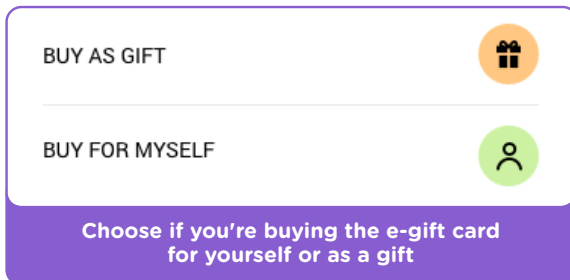 BUY AS GIFT
BUY FOR MYSELF
Choose if you're buying the e-gift card
for yourself or as a gift